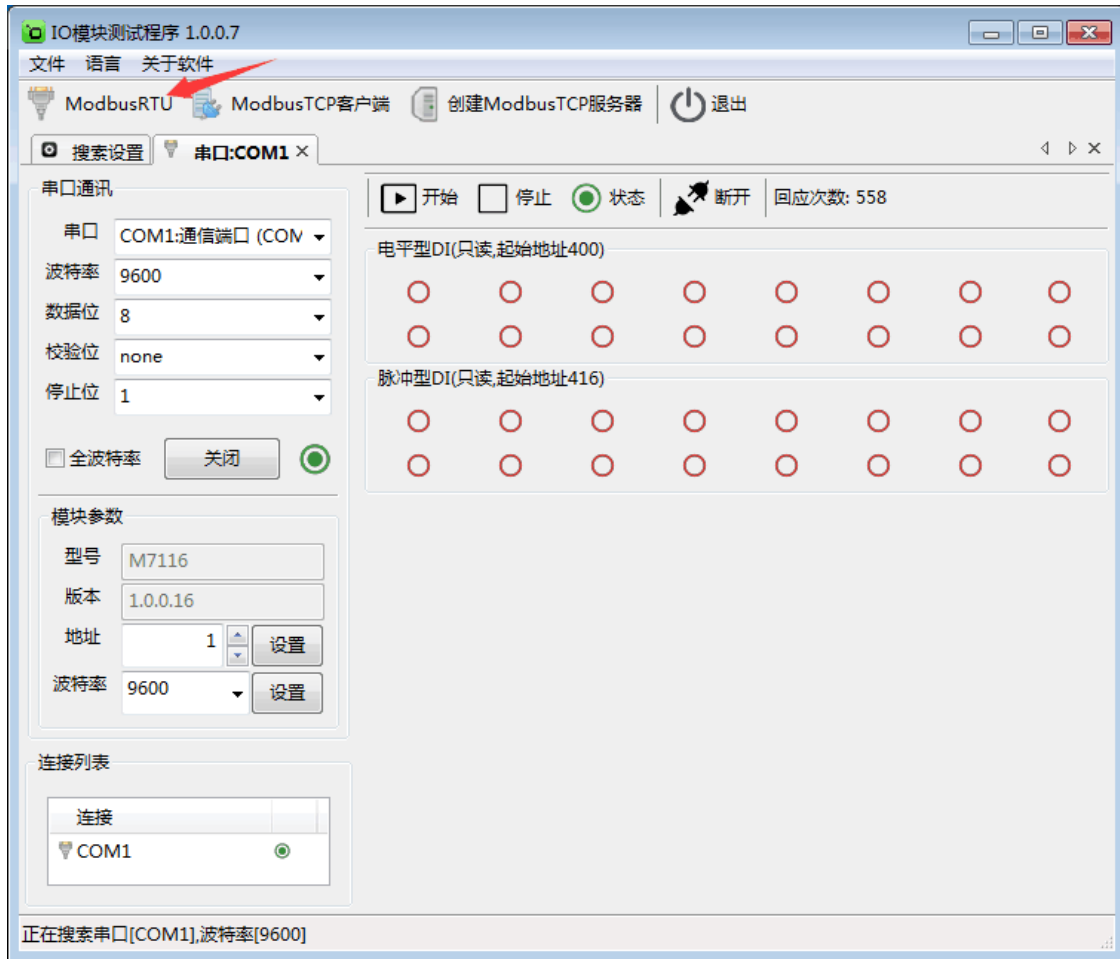 IO模块测试程序 1.0.0.7
文件 语言 关于软件
ModbusRTU ModbusTCP客户端 创建ModbusTCP服务器 退出
搜索设置 串口:COM1
串口通讯
串口 COM1:通信端口 (COM
波特率 9600
数据位 8
校验位 none
停止位 1
全波特率 关闭
模块参数
型号 M7116
版本 1.0.0.16
地址 1 设置
波特率 9600 设置
连接列表
连接
COM1
开始 停止 状态 断开 回应次数: 558
电平型DI(只读,起始地址400)
脉冲型DI(只读,起始地址416)
正在搜索串口[COM1],波特率[9600]